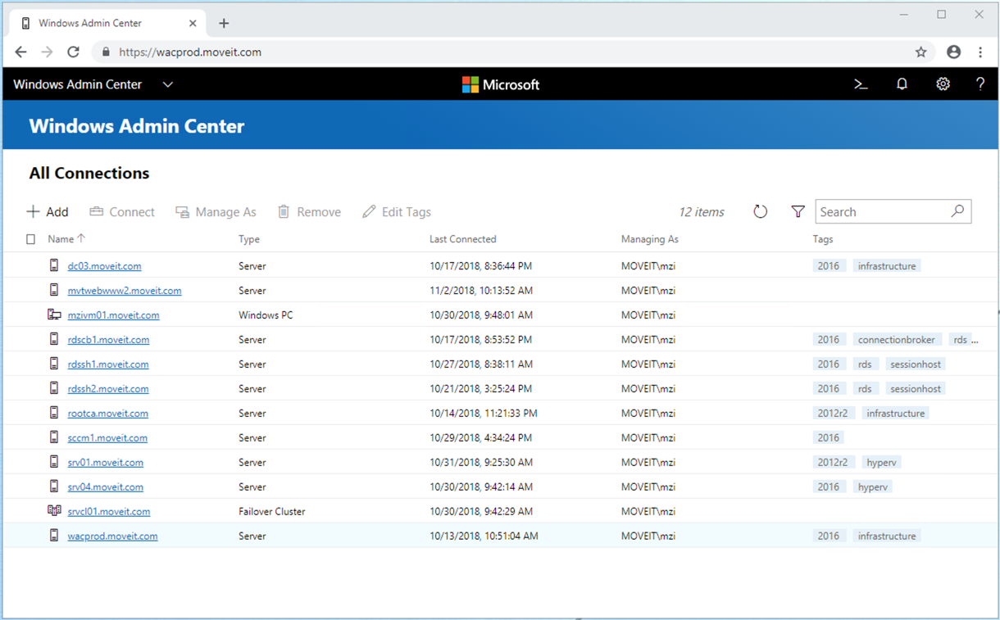 Windows Admin Center
https://wacprod.moveit.com
Windows Admin Center Microsoft
Windows Admin Center
All Connections
Add Connect Manage As Remove Edit Tags 12 items Search
Name Type Last Connected Managing As Tags
dc03.moveit.com Server 10/17/2018, 8:36:44 PM MOVEIT\mzi 2016 infrastructure
mvtwebwww2.moveit.com Server 11/2/2018, 10:13:52 AM MOVEIT\mzi
mzivm01.moveit.com Windows PC 10/30/2018, 9:48:01 AM MOVEIT\mzi
rdscb1.moveit.com Server 10/17/2018, 8:53:52 PM MOVEIT\mzi 2016 connectionbroker rds ...
rdssh1.moveit.com Server 10/27/2018, 8:38:11 AM MOVEIT\mzi 2016 rds sessionhost
rdssh2.moveit.com Server 10/21/2018, 3:25:24 PM MOVEIT\mzi 2016 rds sessionhost
rootca.moveit.com Server 10/14/2018, 11:21:33 PM MOVEIT\mzi 2012r2 infrastructure
sccm1.moveit.com Server 10/29/2018, 4:34:24 PM MOVEIT\mzi 2016
srv01.moveit.com Server 10/31/2018, 9:25:30 AM MOVEIT\mzi 2012r2 hyperv
srv04.moveit.com Server 10/30/2018, 9:42:14 AM MOVEIT\mzi 2016 hyperv
srvcl01.moveit.com Failover Cluster 10/30/2018, 9:42:29 AM MOVEIT\mzi
wacprod.moveit.com Server 10/13/2018, 10:51:04 AM MOVEIT\mzi 2016 infrastructure